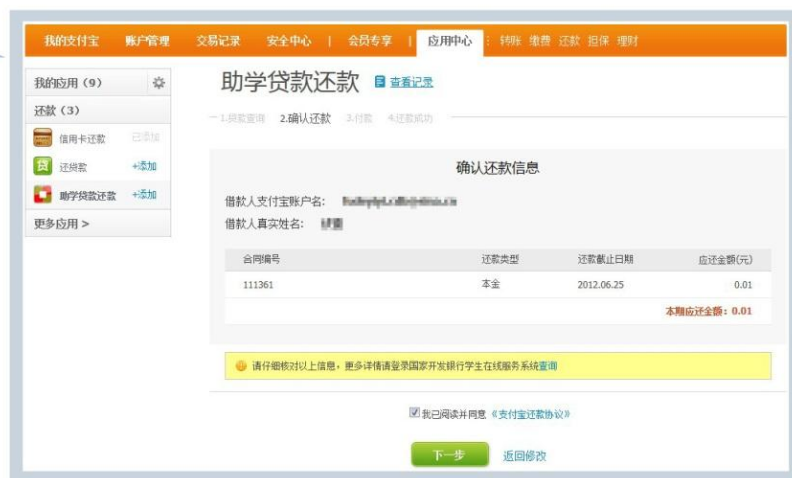 我的支付宝 账户管理 交易记录 安全中心 | 会员专享 | 应用中心 转账 缴费 还款 担保 理财
我的应用（9）
还款（3）
信用卡还款 已添加
还贷款 +添加
助学贷款还款 +添加
更多应用 >
助学贷款还款 查看记录
1.贷款查询 2.确认还款 3.付款 4.还款成功
确认还款信息
借款人支付宝账户名：
借款人真实姓名：
合同编号 还款类型 还款截止日期 应还金额(元)
111361 本金 2012.06.25 0.01
本期应还金额：0.01
请仔细核对以上信息，更多详情请登录国家开发银行学生在线服务系统查询
我已阅读并同意 《支付宝还款协议》
下一步 返回修改